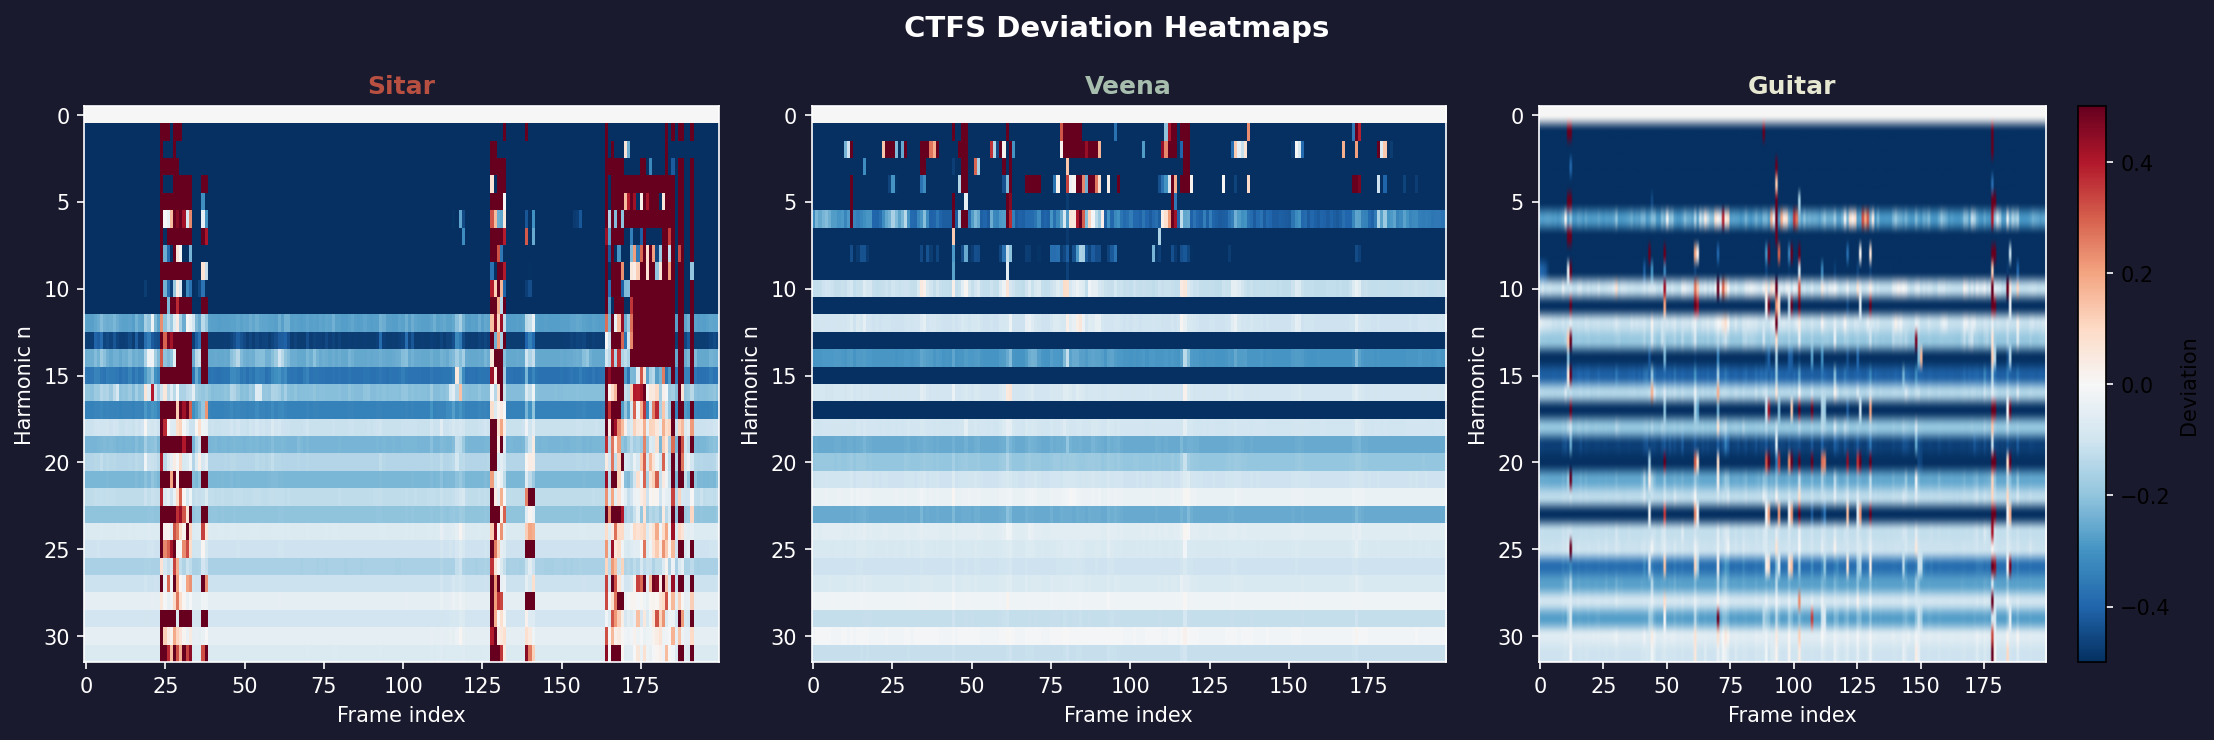 CTFS Deviation Heatmaps
Sitar
Veena
Guitar
0
5
10
15
20
25
30
Harmonic n
0 25 50 75 100 125 150 175
Frame index
0
5
10
15
20
25
30
Harmonic n
0 25 50 75 100 125 150 175
Frame index
0
5
10
15
20
25
30
Harmonic n
0 25 50 75 100 125 150 175
Frame index
0.4
0.2
0.0
−0.2
−0.4
Deviation